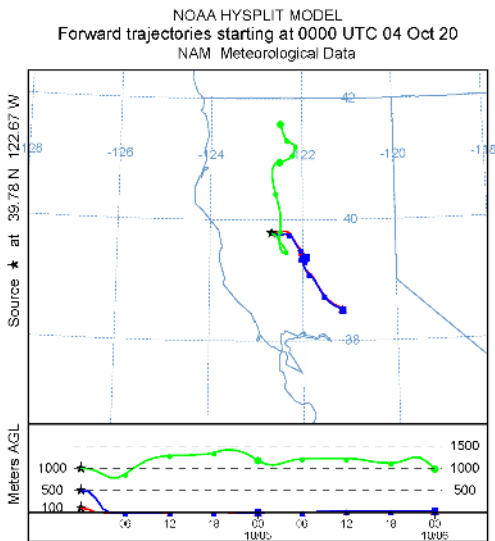 NOAA HYSPLIT MODEL
Forward trajectories starting at 0000 UTC 04 Oct 20
NAM Meteorological Data
Source ★ at 39.78 N 122.67 W
42
-128
-126
-124
-122
-120
-118
40
38
Meters AGL
1500
1000
1000
500
500
100
06 12 18 00 06 12 18 00
10/05 10/06